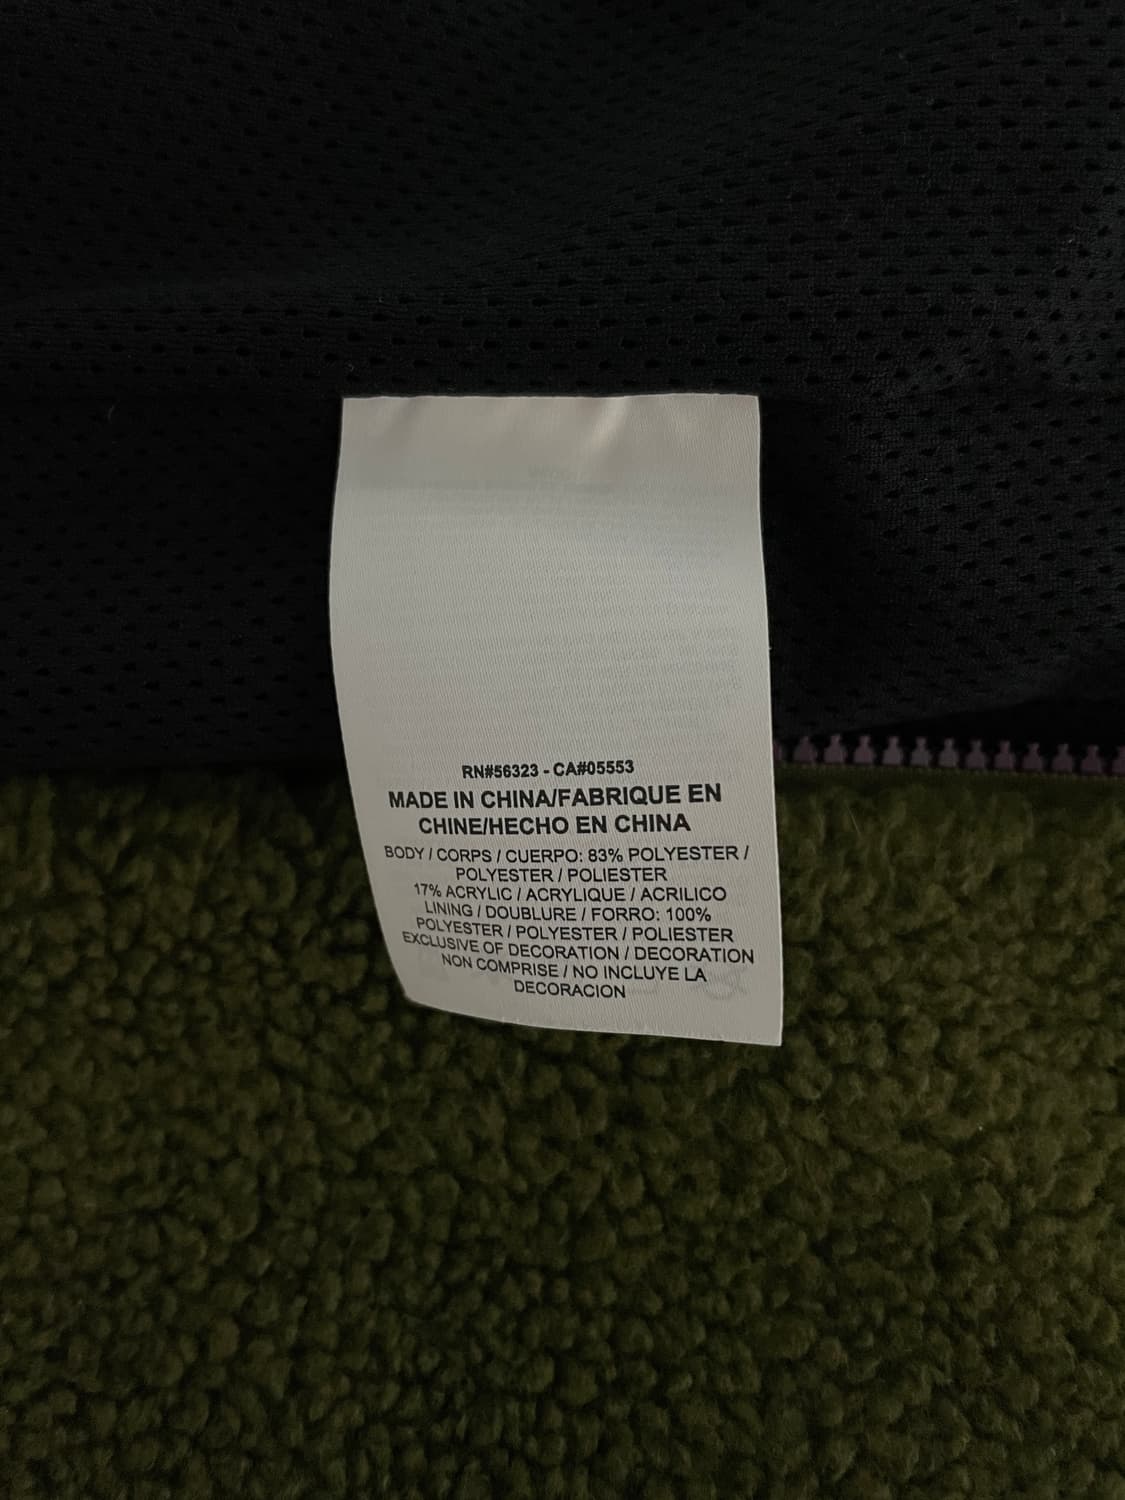 RN#56323 - CA#05553
MADE IN CHINA/FABRIQUE EN
CHINE/HECHO EN CHINA
BODY / CORPS / CUERPO: 83% POLYESTER /
POLYESTER / POLIESTER
17% ACRYLIC / ACRYLIQUE / ACRILICO
LINING / DOUBLURE / FORRO: 100%
POLYESTER / POLYESTER / POLIESTER
EXCLUSIVE OF DECORATION / DECORATION
NON COMPRISE / NO INCLUYE LA
DECORACION